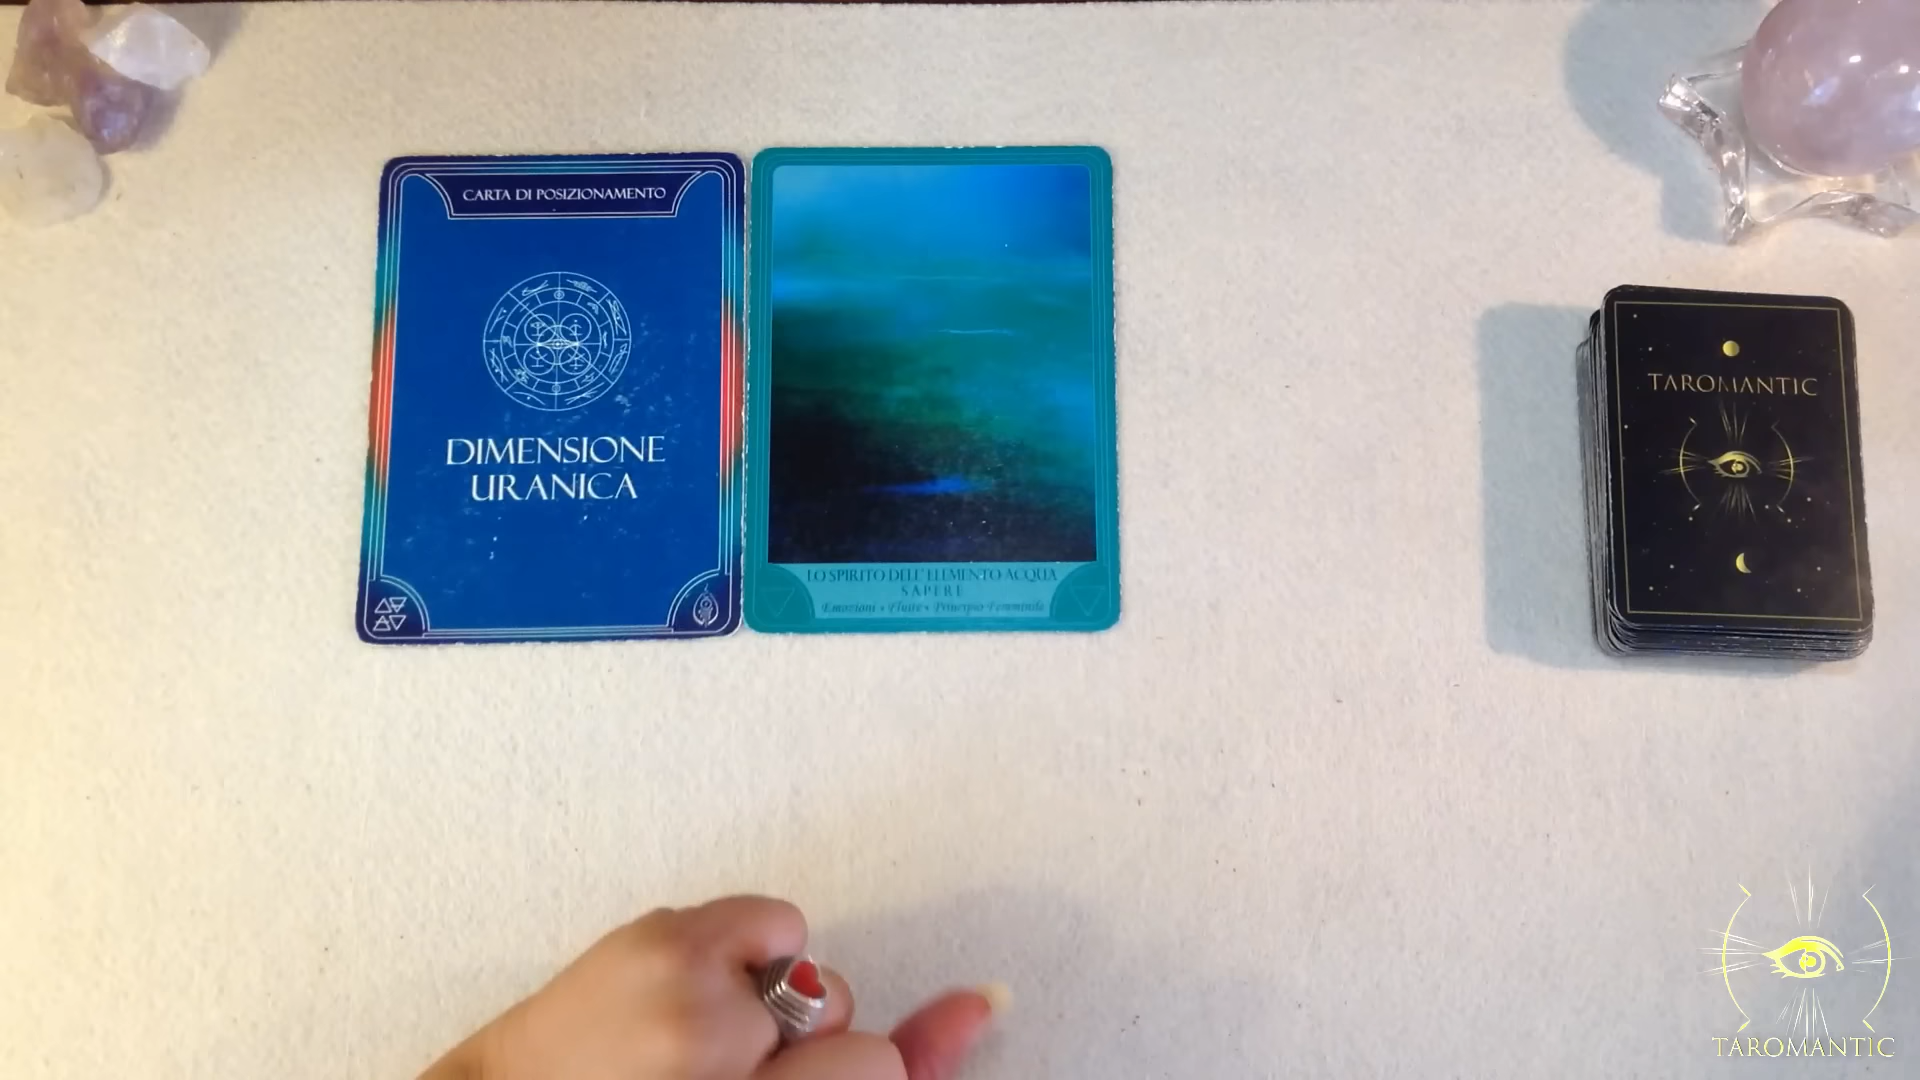 CARTA DI POSIZIONAMENTO
DIMENSIONE
URANICA
LO SPIRITO DELL' ELEMENTO ACQUA
SAPERE
Emozioni • Fluire • Principio Femminile
TAROMANTIC
TAROMANTIC